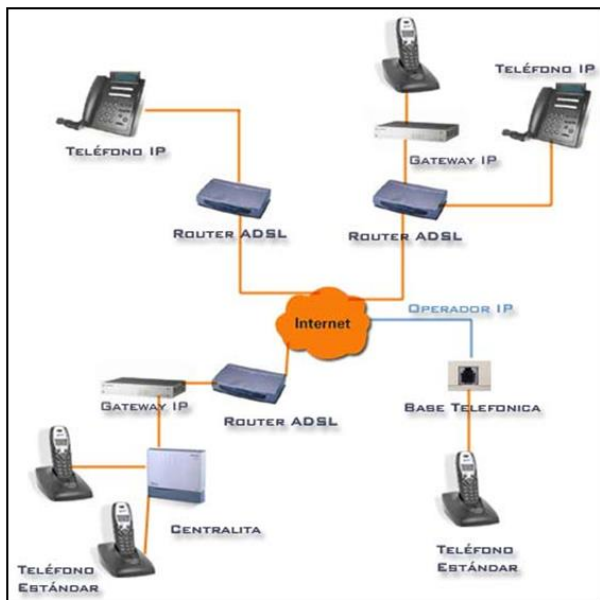 TELÉFONO IP
TELÉFONO IP
GATEWAY IP
ROUTER ADSL
ROUTER ADSL
OPERADOR IP
Internet
GATEWAY IP
ROUTER ADSL
BASE TELEFONICA
CENTRALITA
TELÉFONO
ESTÁNDAR
TELÉFONO
ESTÁNDAR